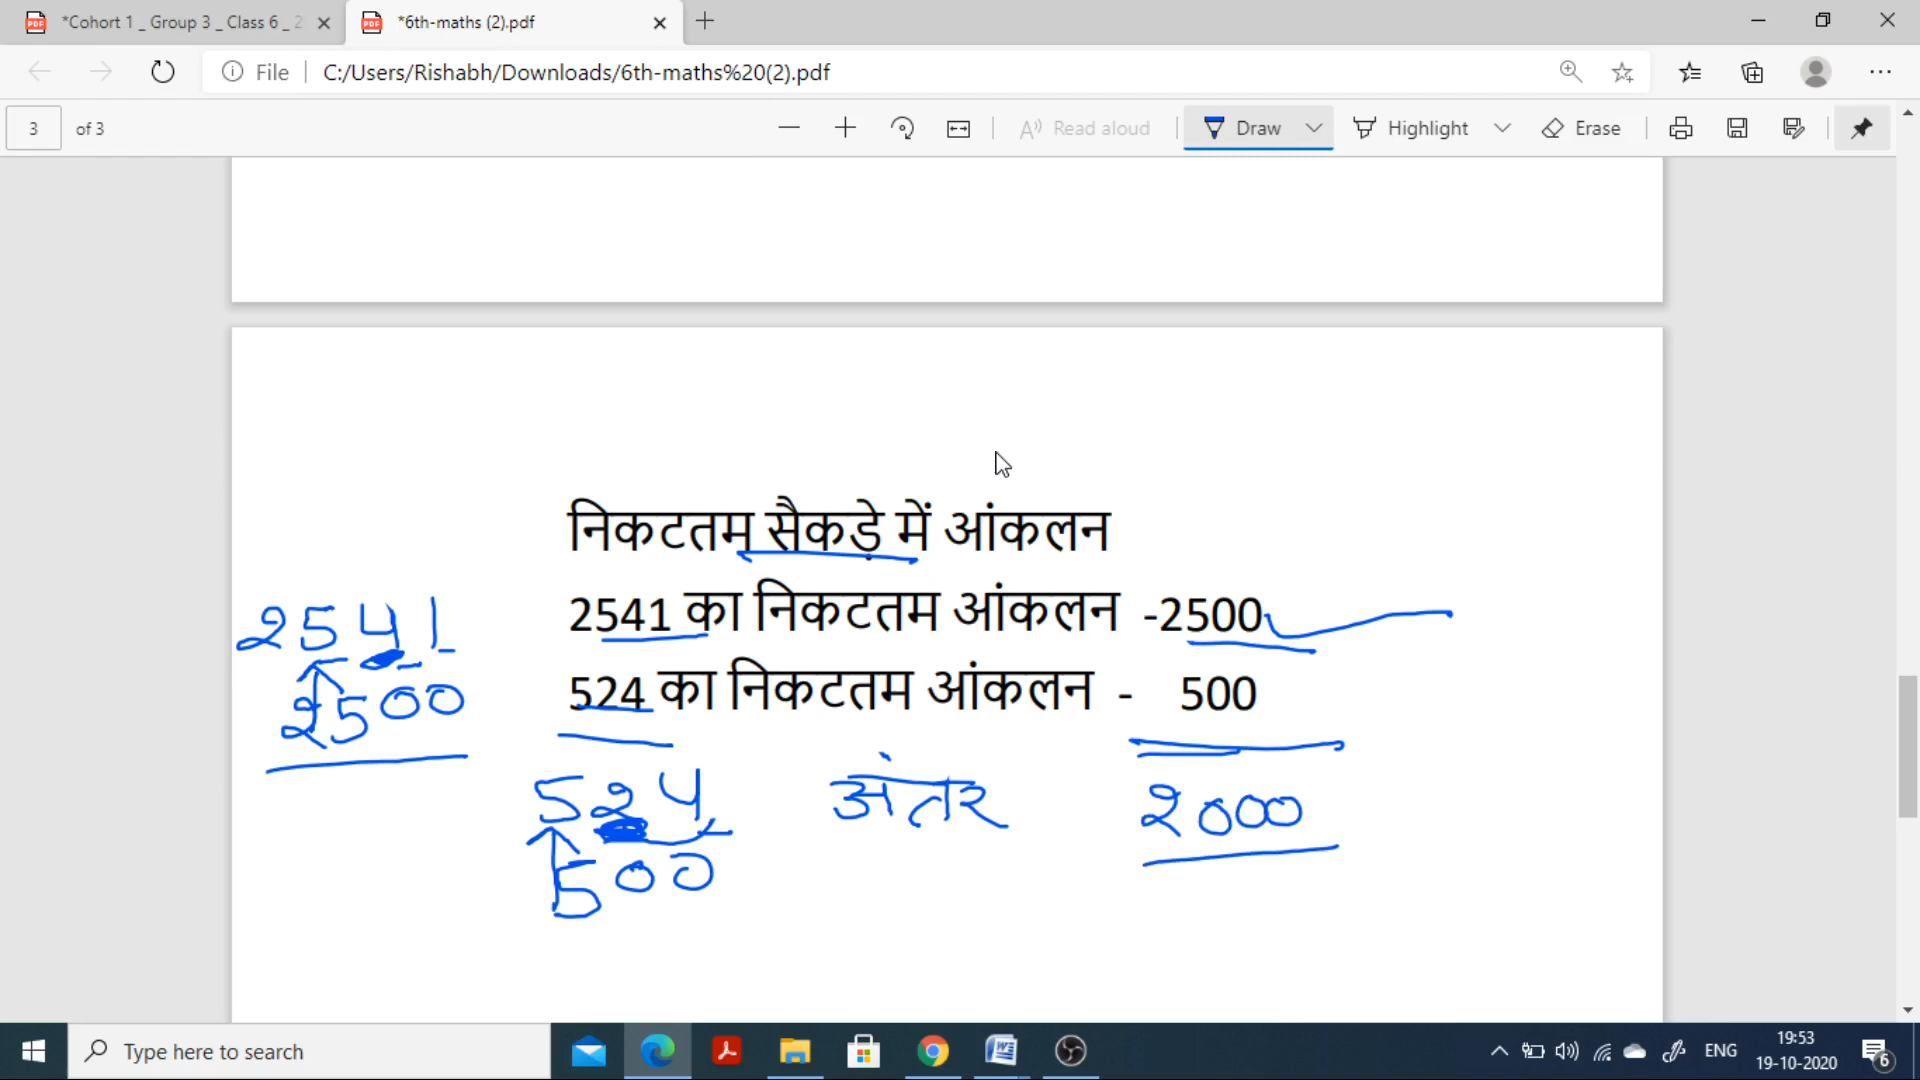 *Cohort 1 _ Group 3 _ Class 6 _ 2
*6th-maths (2).pdf
File
C:/Users/Rishabh/Downloads/6th-maths%20(2).pdf
3 of 3
Read aloud
Draw
Highlight
Erase
निकटतम सैकड़े में आंकलन
2541 का निकटतम आंकलन -2500
524 का निकटतम आंकलन - 500
2541
2500
524
500
अंतर
2000
Type here to search
ENG
19:53
19-10-2020
6